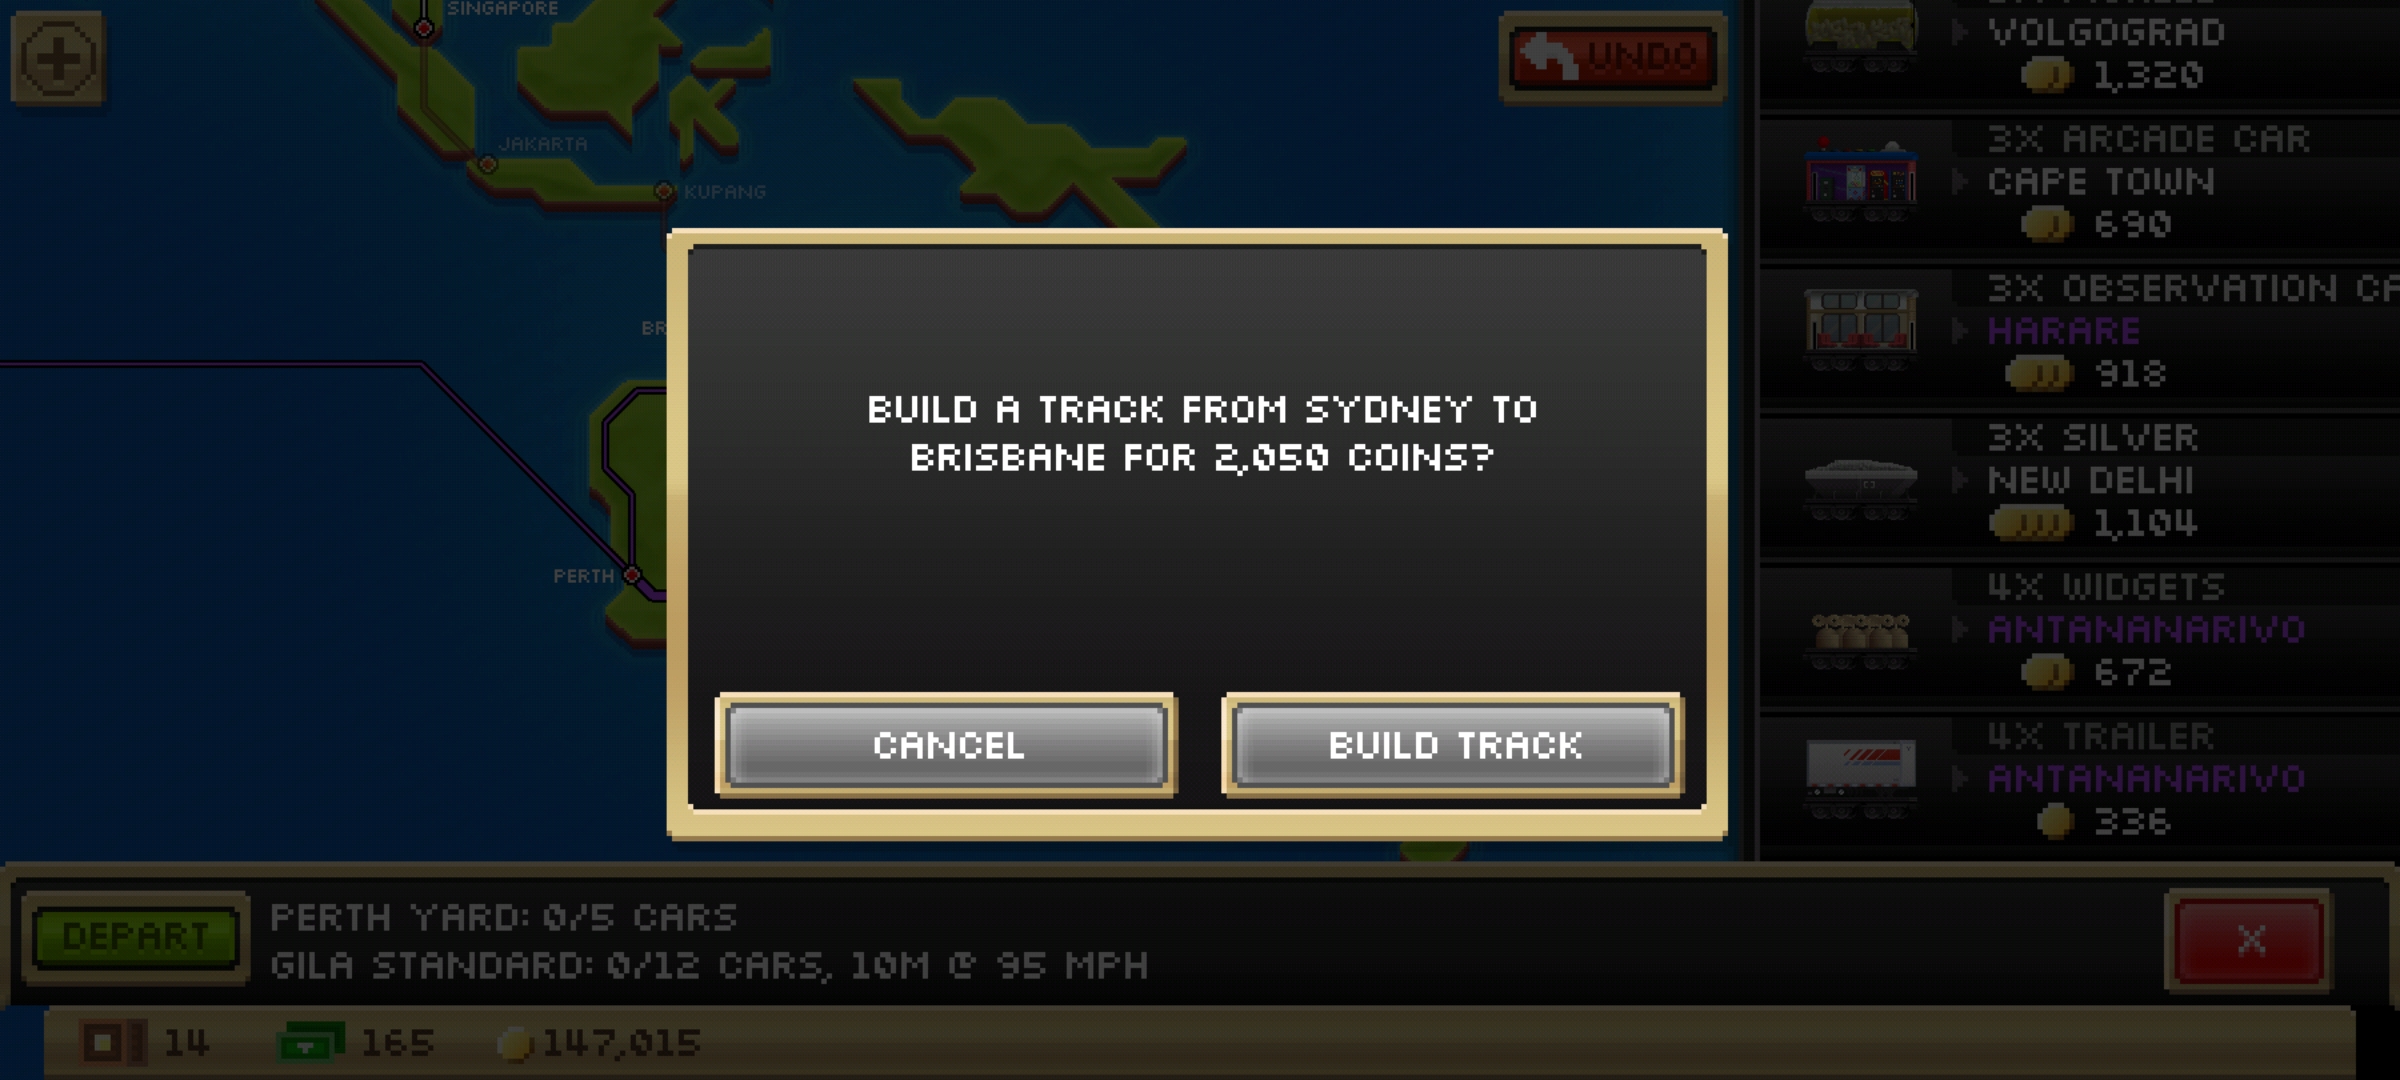 SINGAPORE
JAKARTA
KUPANG
UNDO
PERTH
BUILD A TRACK FROM SYDNEY TO
BRISBANE FOR 2,050 COINS?
CANCEL
BUILD TRACK
VOLGOGRAD
1,320
3X ARCADE CAR
CAPE TOWN
690
3X OBSERVATION CA
HARARE
918
3X SILVER
NEW DELHI
1,104
4X WIDGETS
ANTANANARIVO
672
4X TRAILER
ANTANANARIVO
336
DEPART
PERTH YARD: 0/5 CARS
GILA STANDARD: 0/12 CARS, 10M @ 95 MPH
X
14
165
147,015